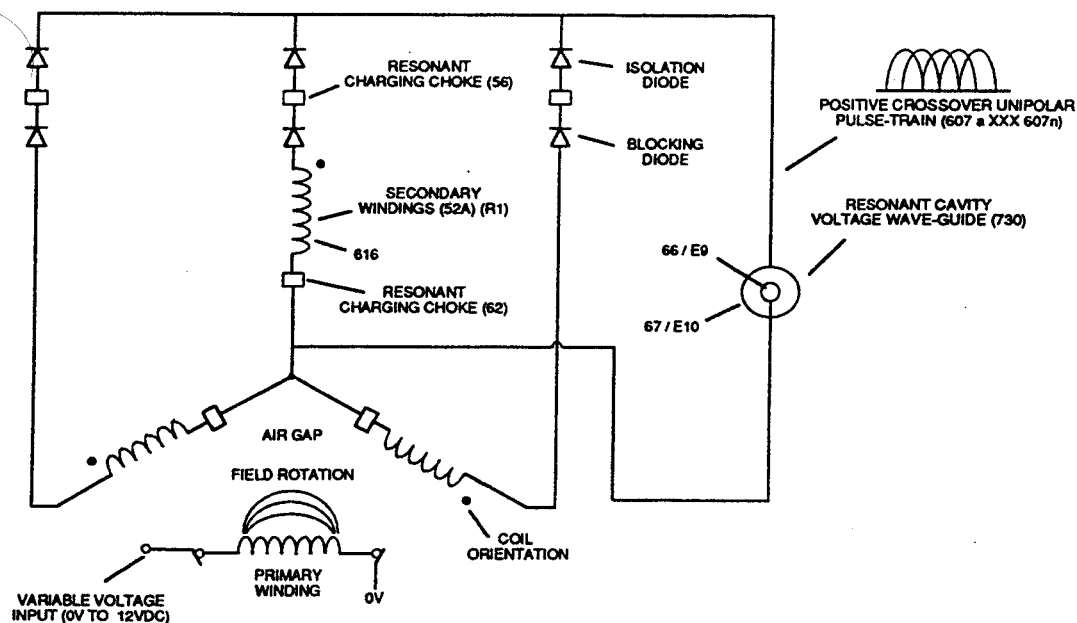 RESONANT
CHARGING CHOKE (56)
ISOLATION
DIODE
POSITIVE CROSSOVER UNIPOLAR
PULSE-TRAIN (607 a XXX 607n)
BLOCKING
DIODE
SECONDARY
WINDINGS (52A) (R1)
616
RESONANT CAVITY
VOLTAGE WAVE-GUIDE (730)
RESONANT
CHARGING CHOKE (62)
66 / E9
67 / E10
AIR GAP
FIELD ROTATION
COIL
ORIENTATION
PRIMARY
WINDING
0V
VARIABLE VOLTAGE
INPUT (0V TO 12VDC)